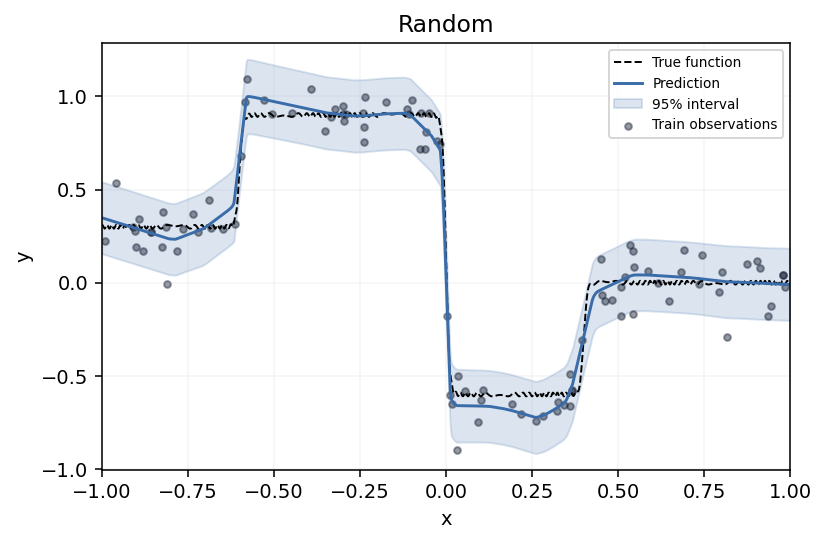 Random
True function
Prediction
95% interval
Train observations
y
1.0
0.5
0.0
−0.5
−1.0
−1.00 −0.75 −0.50 −0.25 0.00 0.25 0.50 0.75 1.00
x